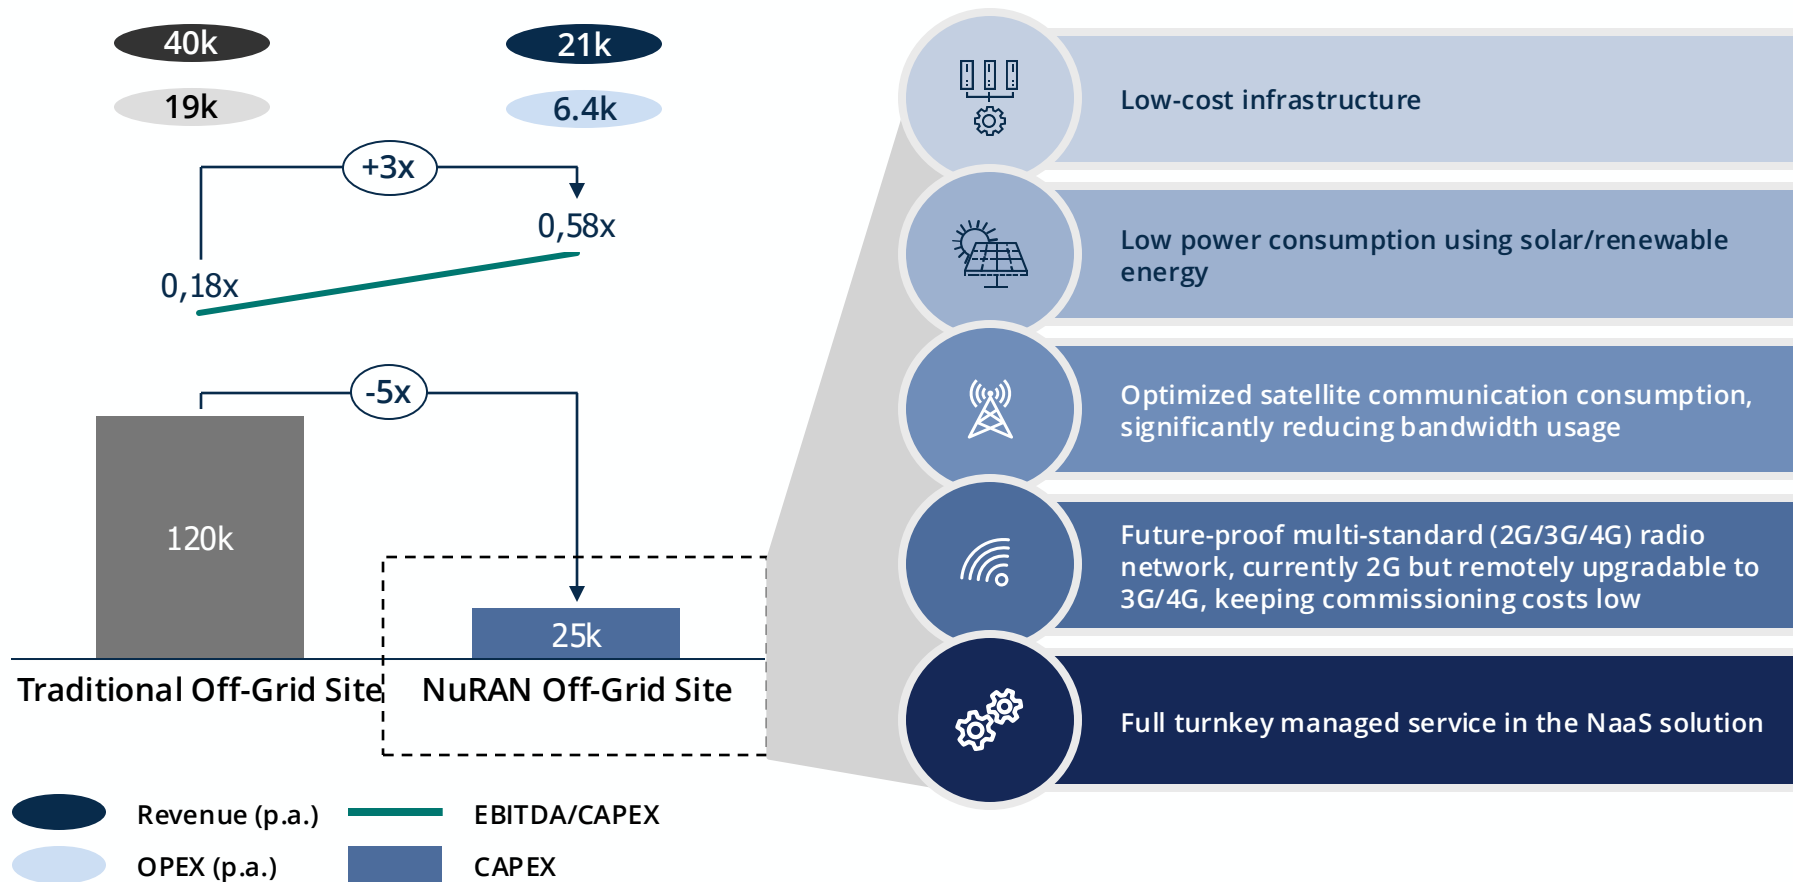 40k
21k
19k
6.4k
+3x
0,58x
0,18x
-5x
120k
25k
Traditional Off-Grid Site
NuRAN Off-Grid Site
Revenue (p.a.)
EBITDA/CAPEX
OPEX (p.a.)
CAPEX
Low-cost infrastructure
Low power consumption using solar/renewable
energy
Optimized satellite communication consumption,
significantly reducing bandwidth usage
Future-proof multi-standard (2G/3G/4G) radio
network, currently 2G but remotely upgradable to
3G/4G, keeping commissioning costs low
Full turnkey managed service in the NaaS solution